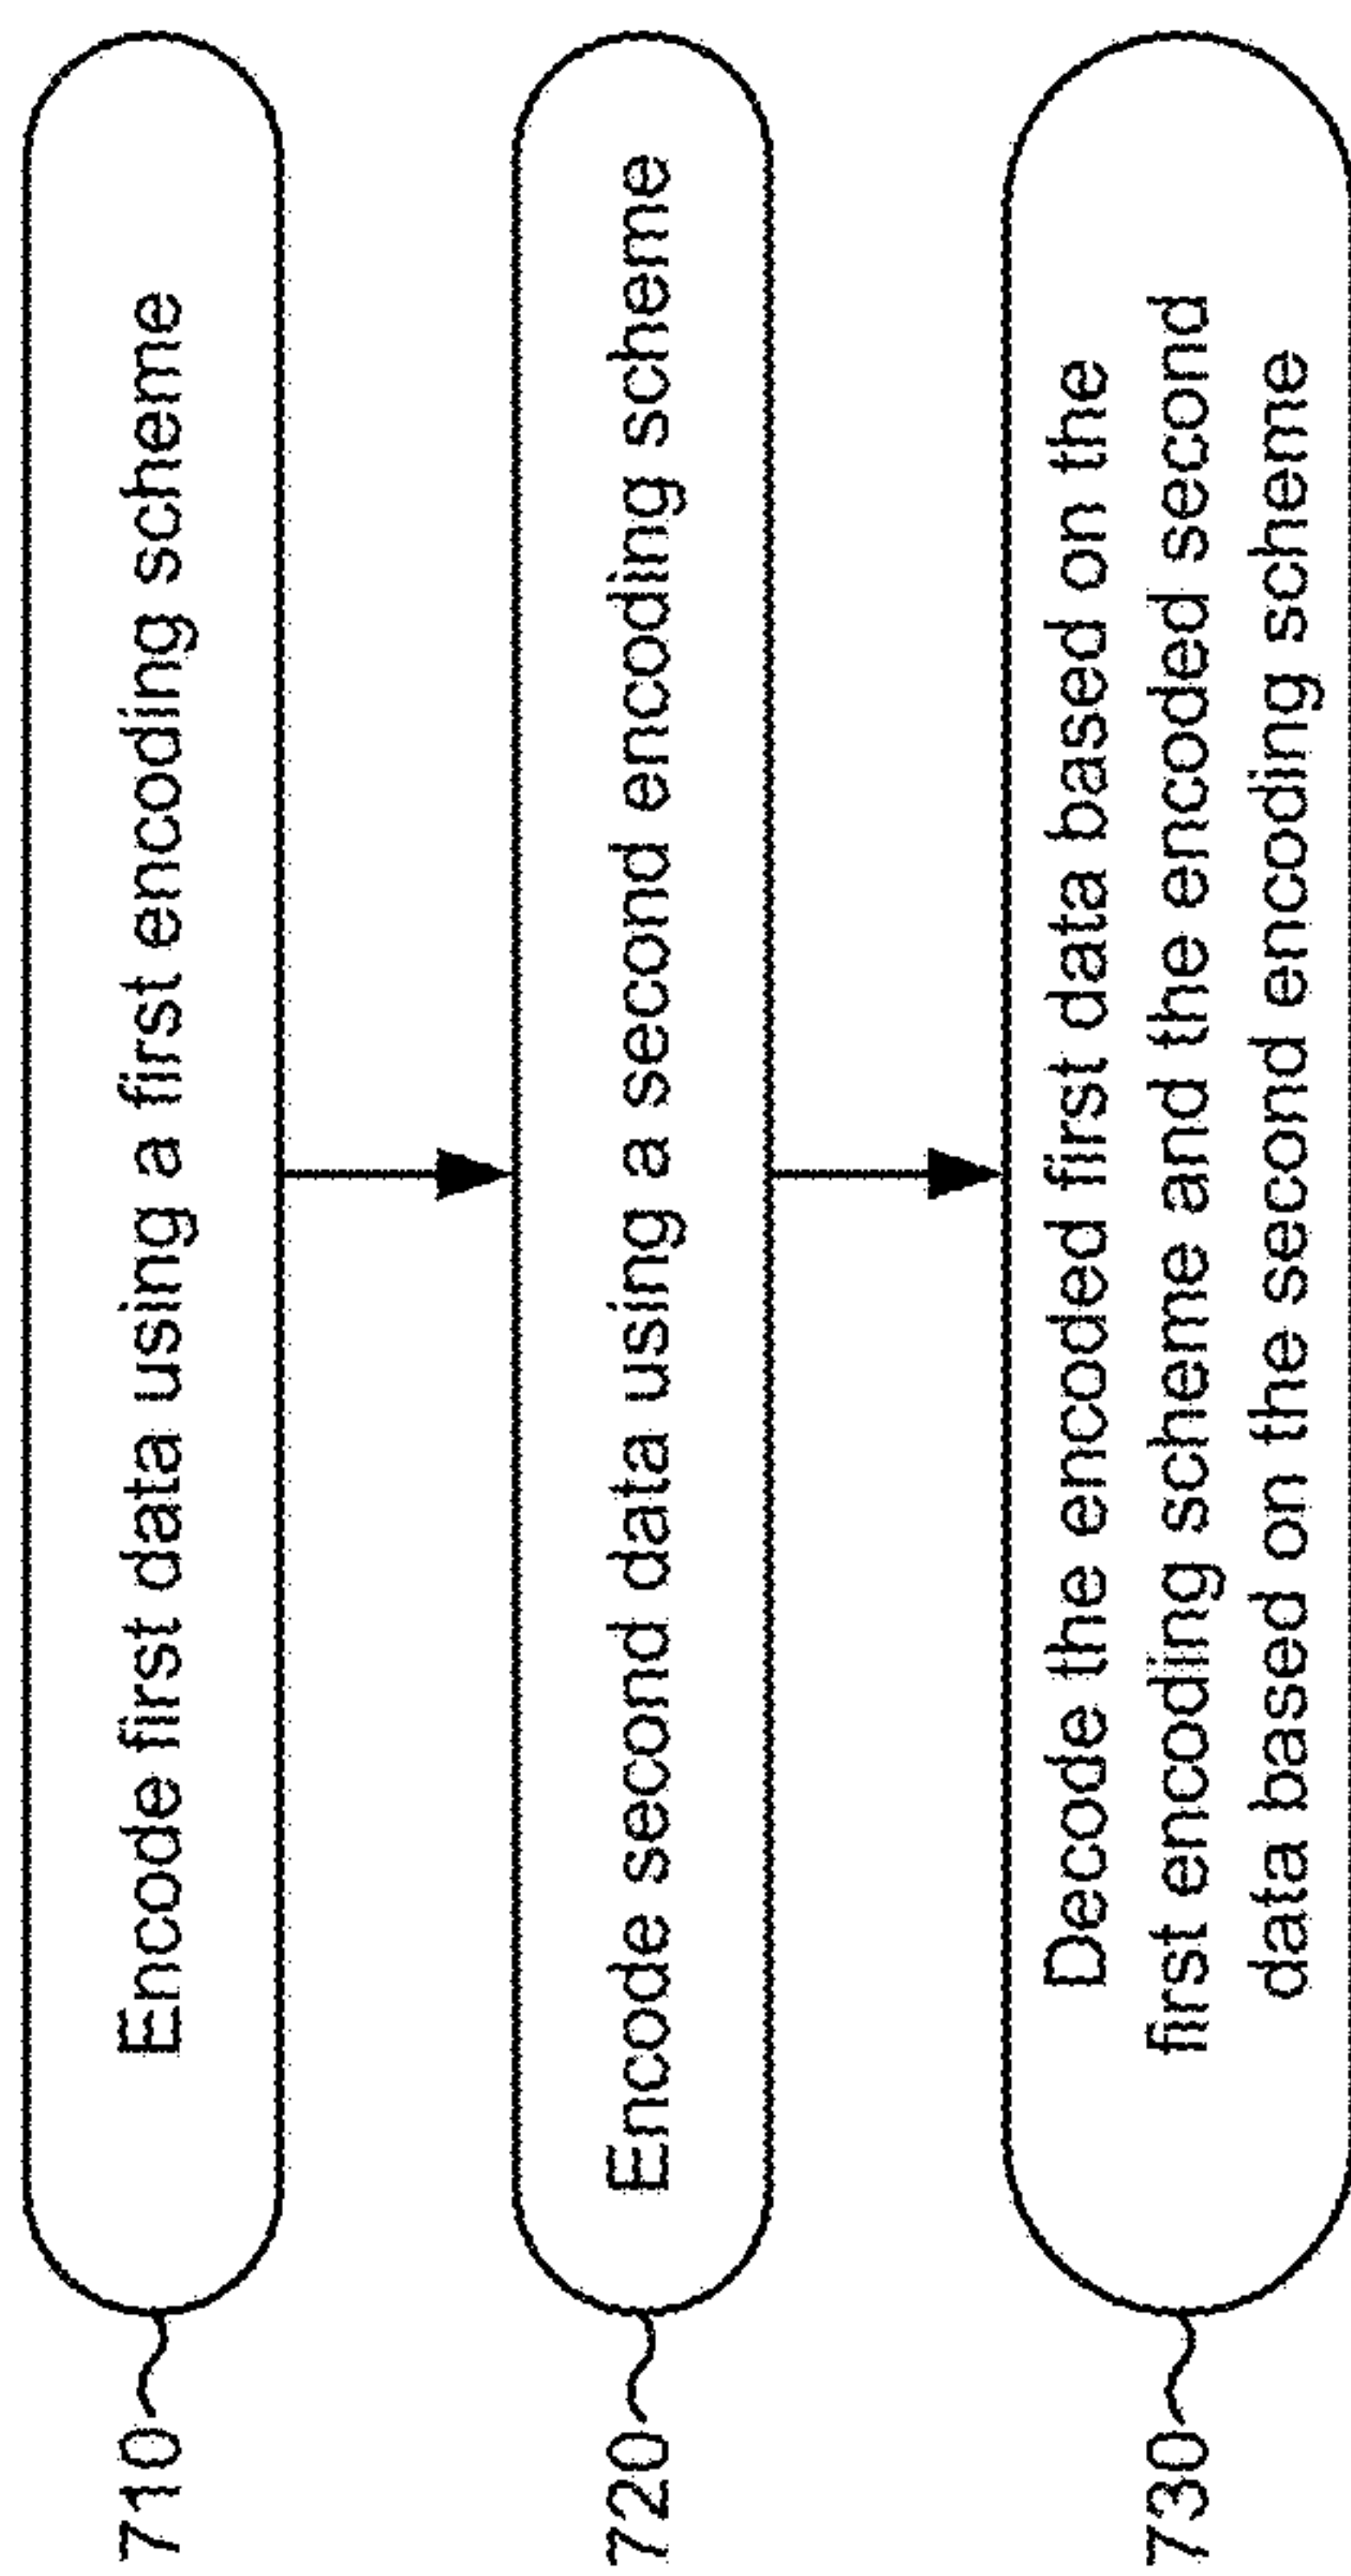 710
Encode first data using a first encoding scheme
720
Encode second data using a second encoding scheme
730
Decode the encoded first data based on the
first encoding scheme and the encoded second
data based on the second encoding scheme